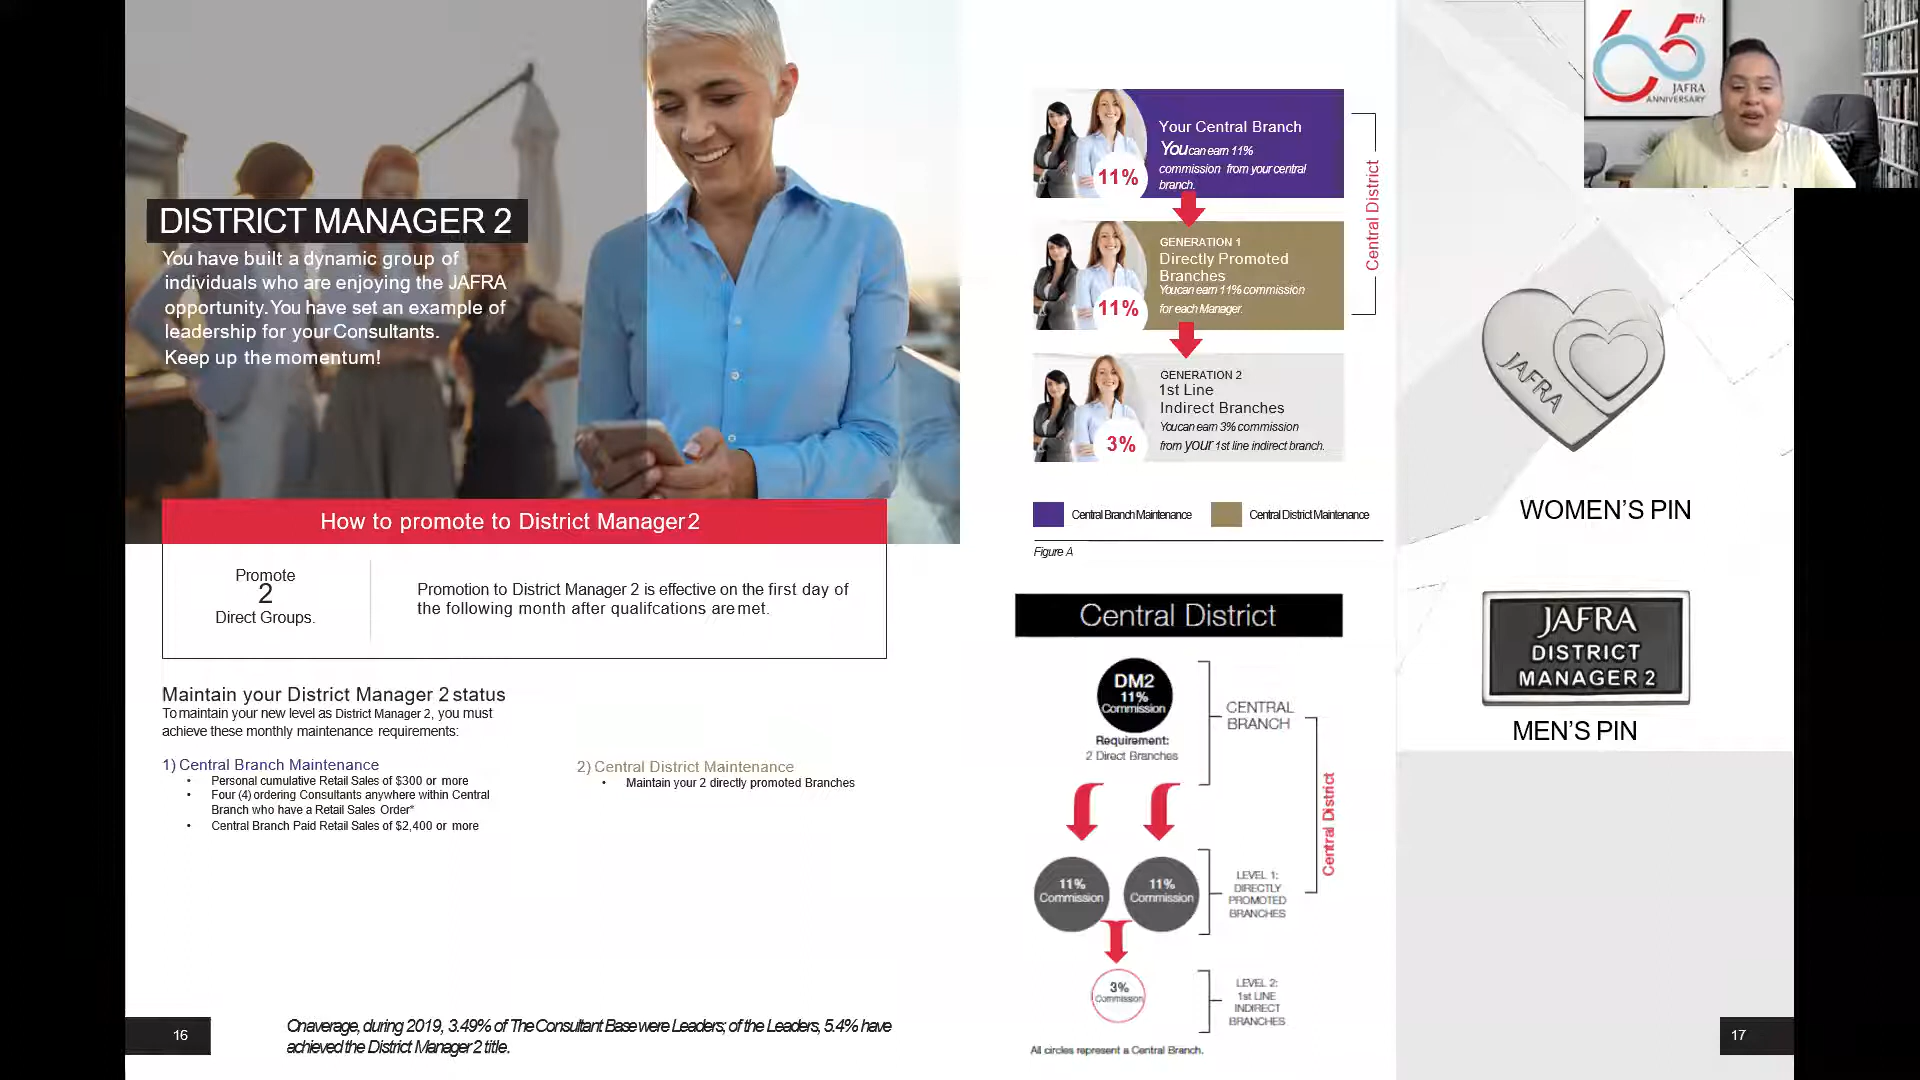 DISTRICT MANAGER 2
You have built a dynamic group of
individuals who are enjoying the JAFRA
opportunity. You have set an example of
leadership for your Consultants.
Keep up the momentum!
How to promote to District Manager 2
Promote
2
Direct Groups.
Promotion to District Manager 2 is effective on the first day of
the following month after qualifcations are met.
Maintain your District Manager 2 status
To maintain your new level as District Manager 2, you must
achieve these monthly maintenance requirements:
1) Central Branch Maintenance
• Personal cumulative Retail Sales of $300 or more
• Four (4) ordering Consultants anywhere within Central
Branch who have a Retail Sales Order*
• Central Branch Paid Retail Sales of $2,400 or more
2) Central District Maintenance
• Maintain your 2 directly promoted Branches
16
On average, during 2019, 3.49% of The Consultant Base were Leaders; of the Leaders, 5.4% have
achieved the District Manager 2 title.
Your Central Branch
You can earn 11%
commission from your central
branch.
11%
GENERATION 1
Directly Promoted
Branches
You can earn 11% commission
for each Manager.
11%
GENERATION 2
1st Line
Indirect Branches
You can earn 3% commission
from your 1st line indirect branch.
3%
Central District
Central Branch Maintenance
Central District Maintenance
Figure A
Central District
DM2
11%
Commission
Requirement:
2 Direct Branches
CENTRAL
BRANCH
11%
Commission
11%
Commission
LEVEL 1:
DIRECTLY
PROMOTED
BRANCHES
Central District
3%
Commission
LEVEL 2:
1st LINE
INDIRECT
BRANCHES
All circles represent a Central Branch.
65th
JAFRA
ANNIVERSARY
JAFRA
WOMEN'S PIN
JAFRA
DISTRICT
MANAGER 2
MEN'S PIN
17